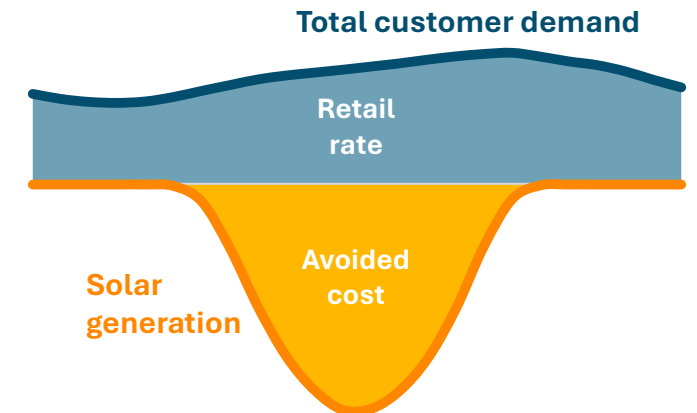 Total customer demand
Retail
rate
Avoided
cost
Solar
generation